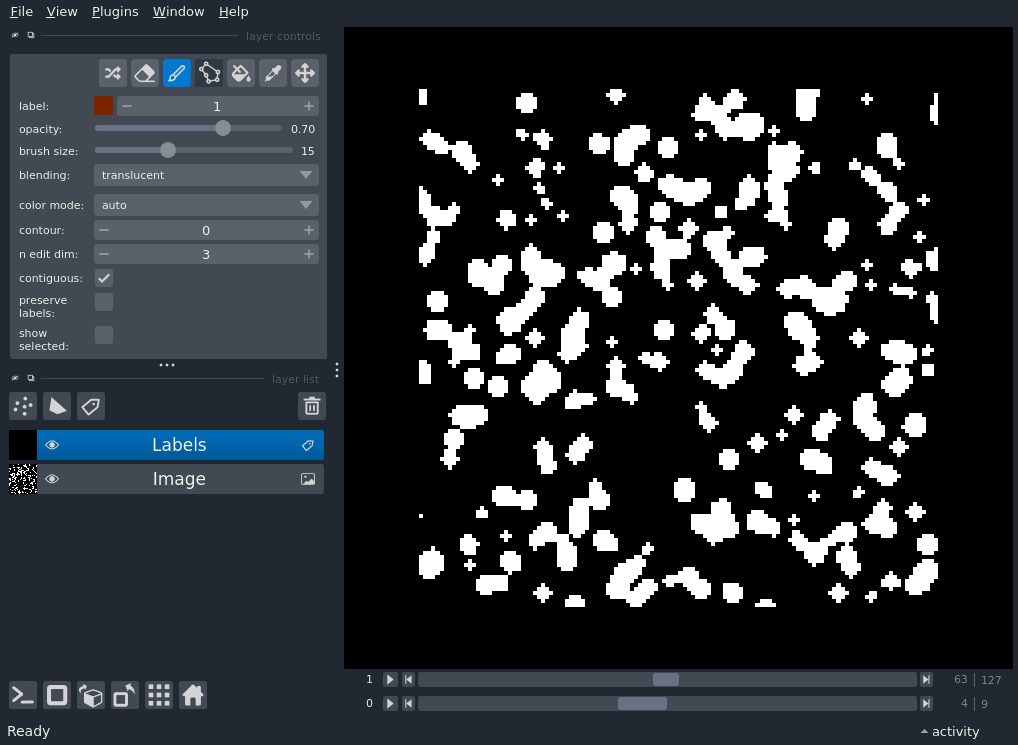 File View Plugins Window Help
layer controls
label: 1
opacity: 0.70
brush size: 15
blending: translucent
color mode: auto
contour: 0
n edit dim: 3
contiguous:
preserve
labels:
show
selected:
layer list
Labels
Image
1 63 127
0 4 9
Ready activity